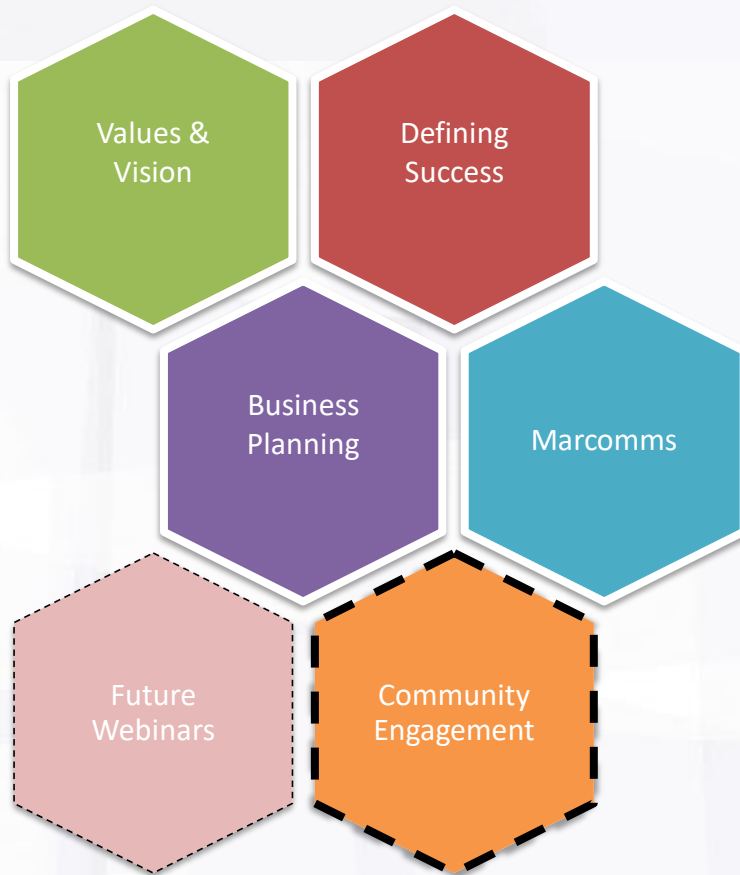 Values &
Vision
Defining
Success
Business
Planning
Marcomms
Future
Webinars
Community
Engagement